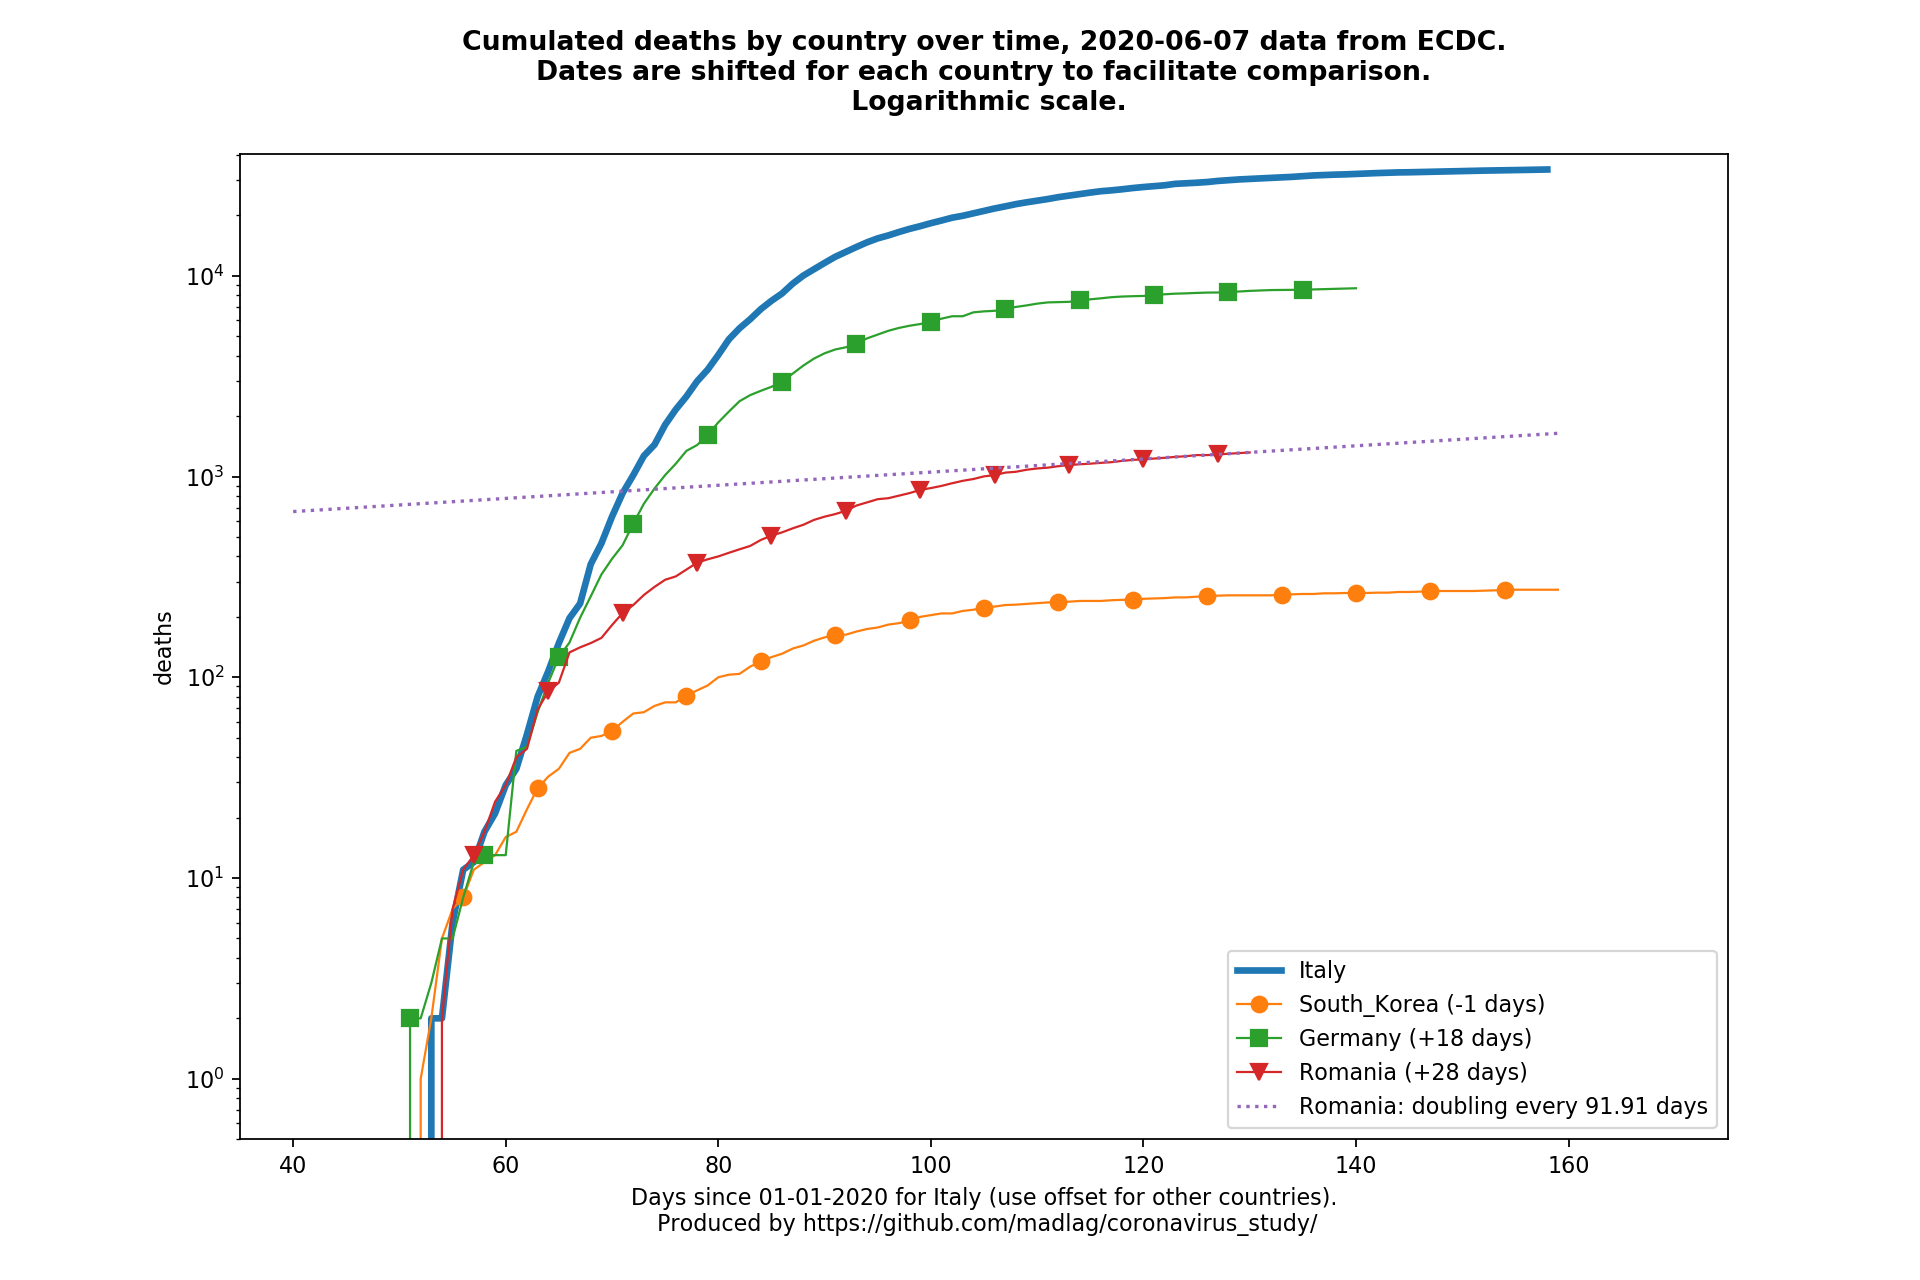 Cumulated deaths by country over time, 2020-06-07 data from ECDC.
Dates are shifted for each country to facilitate comparison.
Logarithmic scale.
deaths
10^4
10^3
10^2
10^1
10^0
Italy
South_Korea (-1 days)
Germany (+18 days)
Romania (+28 days)
Romania: doubling every 91.91 days
40 60 80 100 120 140 160
Days since 01-01-2020 for Italy (use offset for other countries).
Produced by https://github.com/madlag/coronavirus_study/